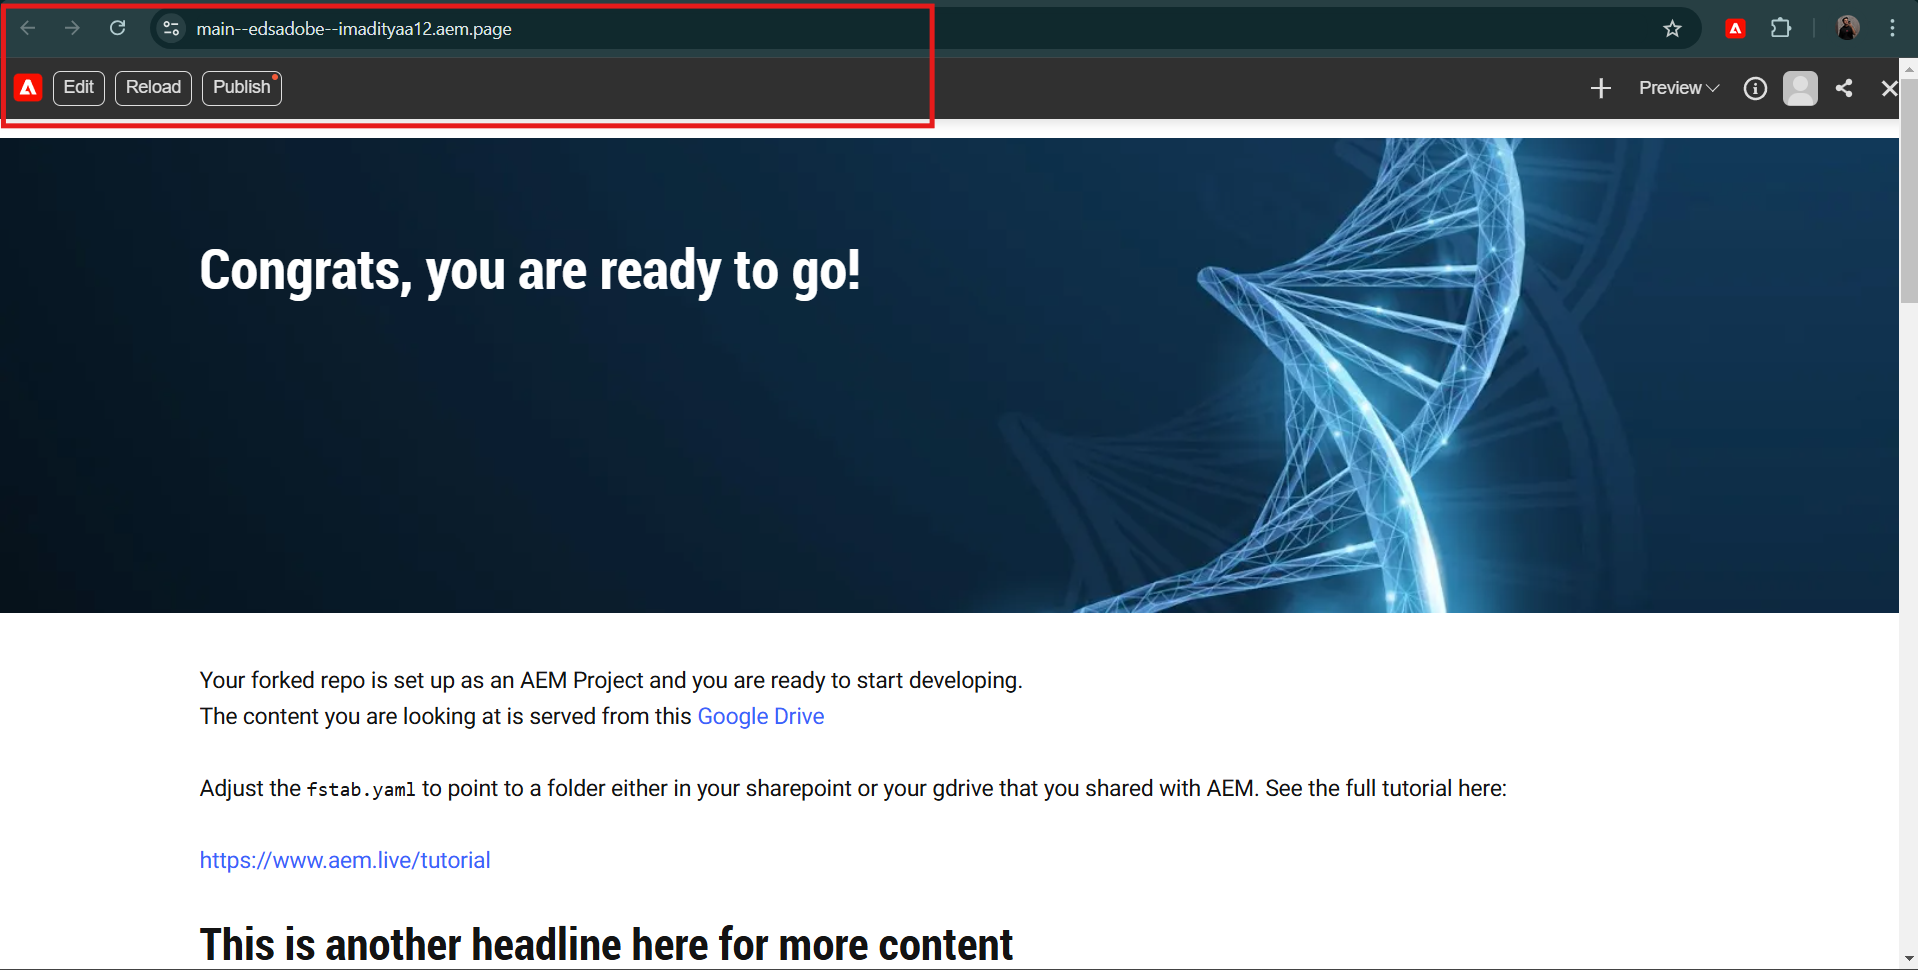 main--edsadobe--imadityaa12.aem.page
Edit Reload Publish Preview
Congrats, you are ready to go!
Your forked repo is set up as an AEM Project and you are ready to start developing.
The content you are looking at is served from this Google Drive
Adjust the fstab.yaml to point to a folder either in your sharepoint or your gdrive that you shared with AEM. See the full tutorial here:
https://www.aem.live/tutorial
This is another headline here for more content